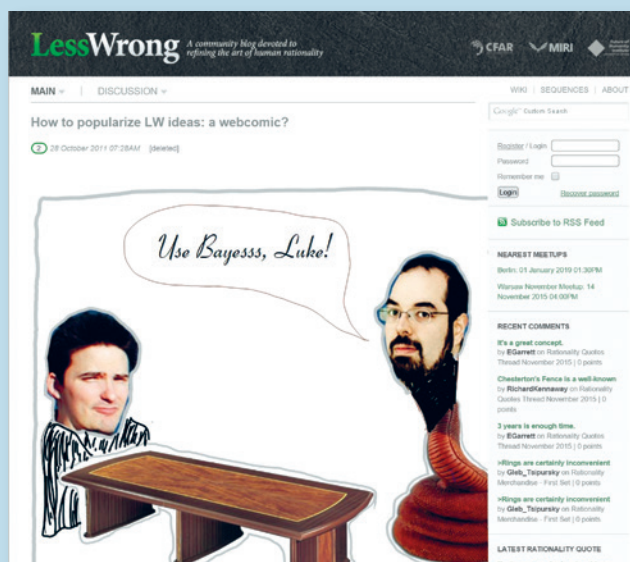 LessWrong
A community blog devoted to
refining the art of human rationality
CFAR
MIRI
MAIN
DISCUSSION
WIKI | SEQUENCES | ABOUT
How to popularize LW ideas: a webcomic?
2 28 October 2011 07:28AM [deleted]
Use Bayesss, Luke!
Google™ Custom Search
Register / Login
Password
Remember me
Login Recover password
Subscribe to RSS Feed
NEAREST MEETUPS
Berlin: 01 January 2019 01:30PM
Warsaw November Meetup: 14
November 2015 04:00PM
RECENT COMMENTS
It's a great concept.
by EGarrett on Rationality Quotes
Thread November 2015 | 0 points
Chesterton's Fence is a well-known
by RichardKennaway on Rationality
Quotes Thread November 2015 | 0
points
3 years is enough time.
by EGarrett on Rationality Quotes
Thread November 2015 | 0 points
>Rings are certainly inconvenient
by Gleb_Tsipursky on Rationality
Merchandise - First Set | 0 points
>Rings are certainly inconvenient
by Gleb_Tsipursky on Rationality
Merchandise - First Set | 0 points
LATEST RATIONALITY QUOTE